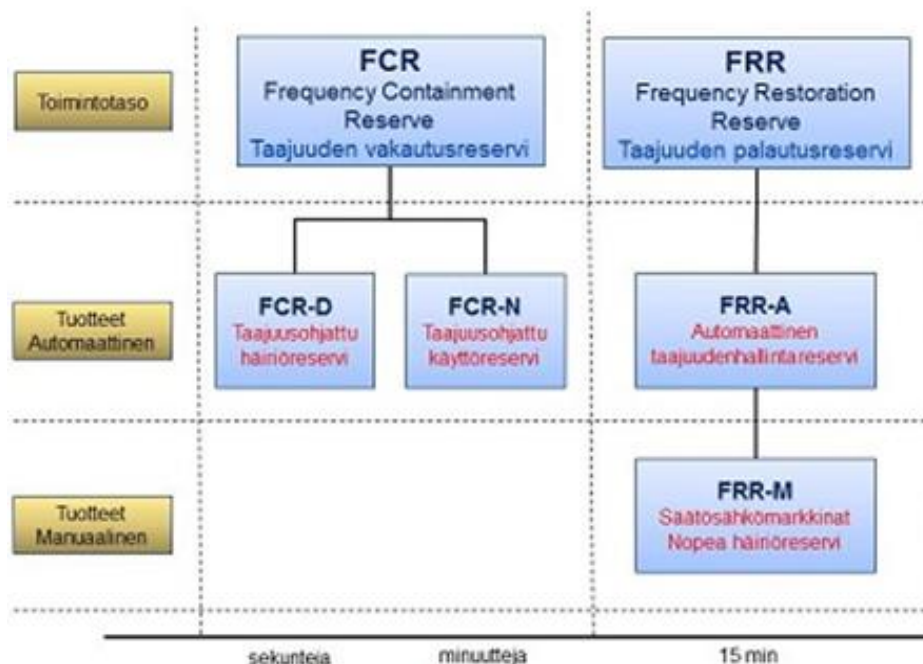 Toimintotaso
FCR
Frequency Containment
Reserve
Taajuuden vakautusreservi
FRR
Frequency Restoration
Reserve
Taajuuden palautusreservi
Tuotteet
Automaattinen
FCR-D
Taajuusohjattu
häiriöreservi
FCR-N
Taajuusohjattu
käyttöreservi
FRR-A
Automaattinen
taajuudenhallintareservi
Tuotteet
Manuaalinen
FRR-M
Säätösähkömarkkinat
Nopea häiriöreservi
sekunteja
minuutteja
15 min